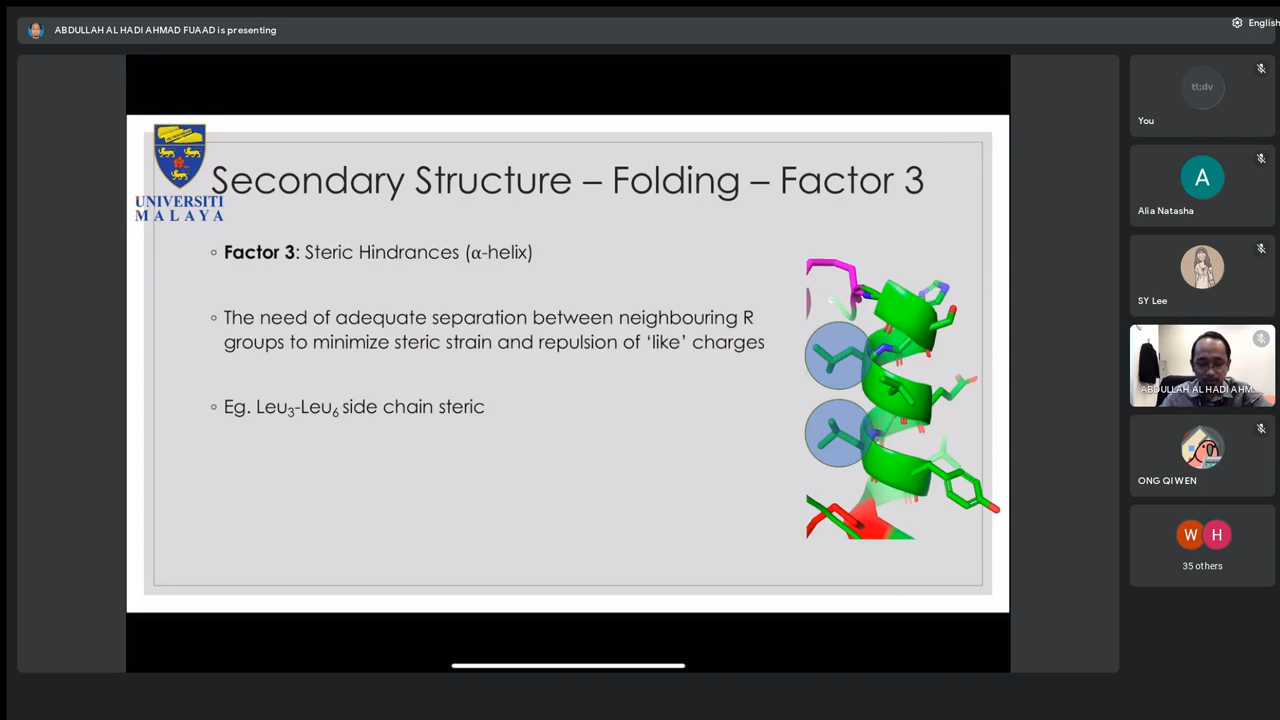 ABDULLAH AL HADI AHMAD FUAAD is presenting
English
tl;dv
You
UNIVERSITI
MALAYA
Secondary Structure – Folding – Factor 3
◦ Factor 3: Steric Hindrances (α-helix)
◦ The need of adequate separation between neighbouring R
groups to minimize steric strain and repulsion of ‘like’ charges
◦ Eg. Leu₃-Leu₆ side chain steric
A
Alia Natasha
SY Lee
ABDULLAH AL HADI AHM...
ONG QI WEN
W H
35 others